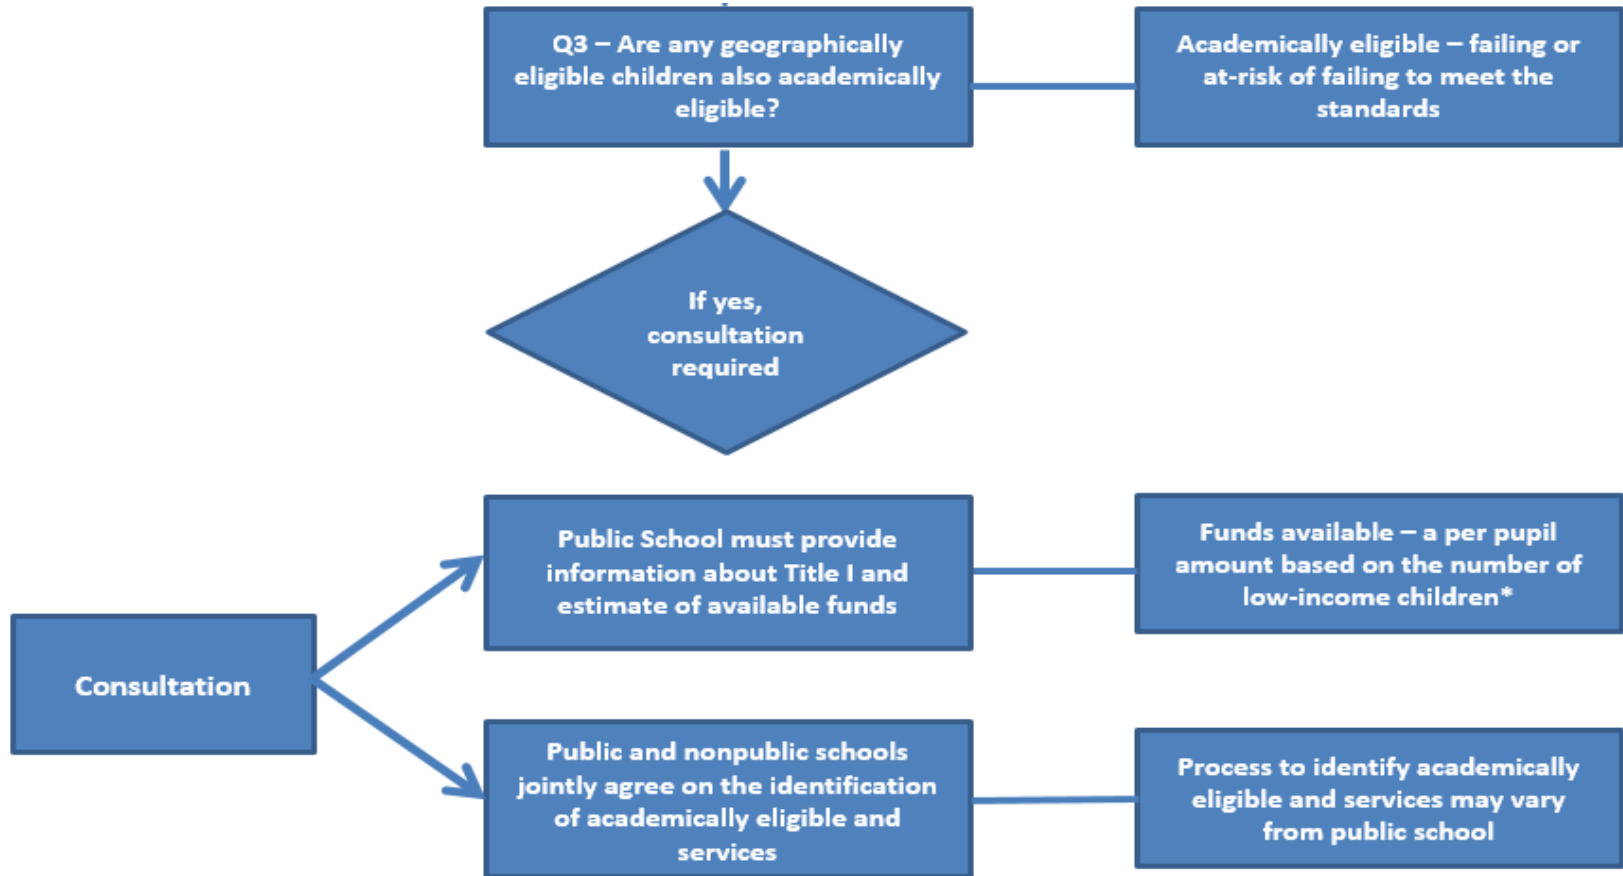 Q3 – Are any geographically
eligible children also academically
eligible?
Academically eligible – failing or
at-risk of failing to meet the
standards
If yes,
consultation
required
Public School must provide
information about Title I and
estimate of available funds
Funds available – a per pupil
amount based on the number of
low-income children*
Consultation
Public and nonpublic schools
jointly agree on the identification
of academically eligible and
services
Process to identify academically
eligible and services may vary
from public school